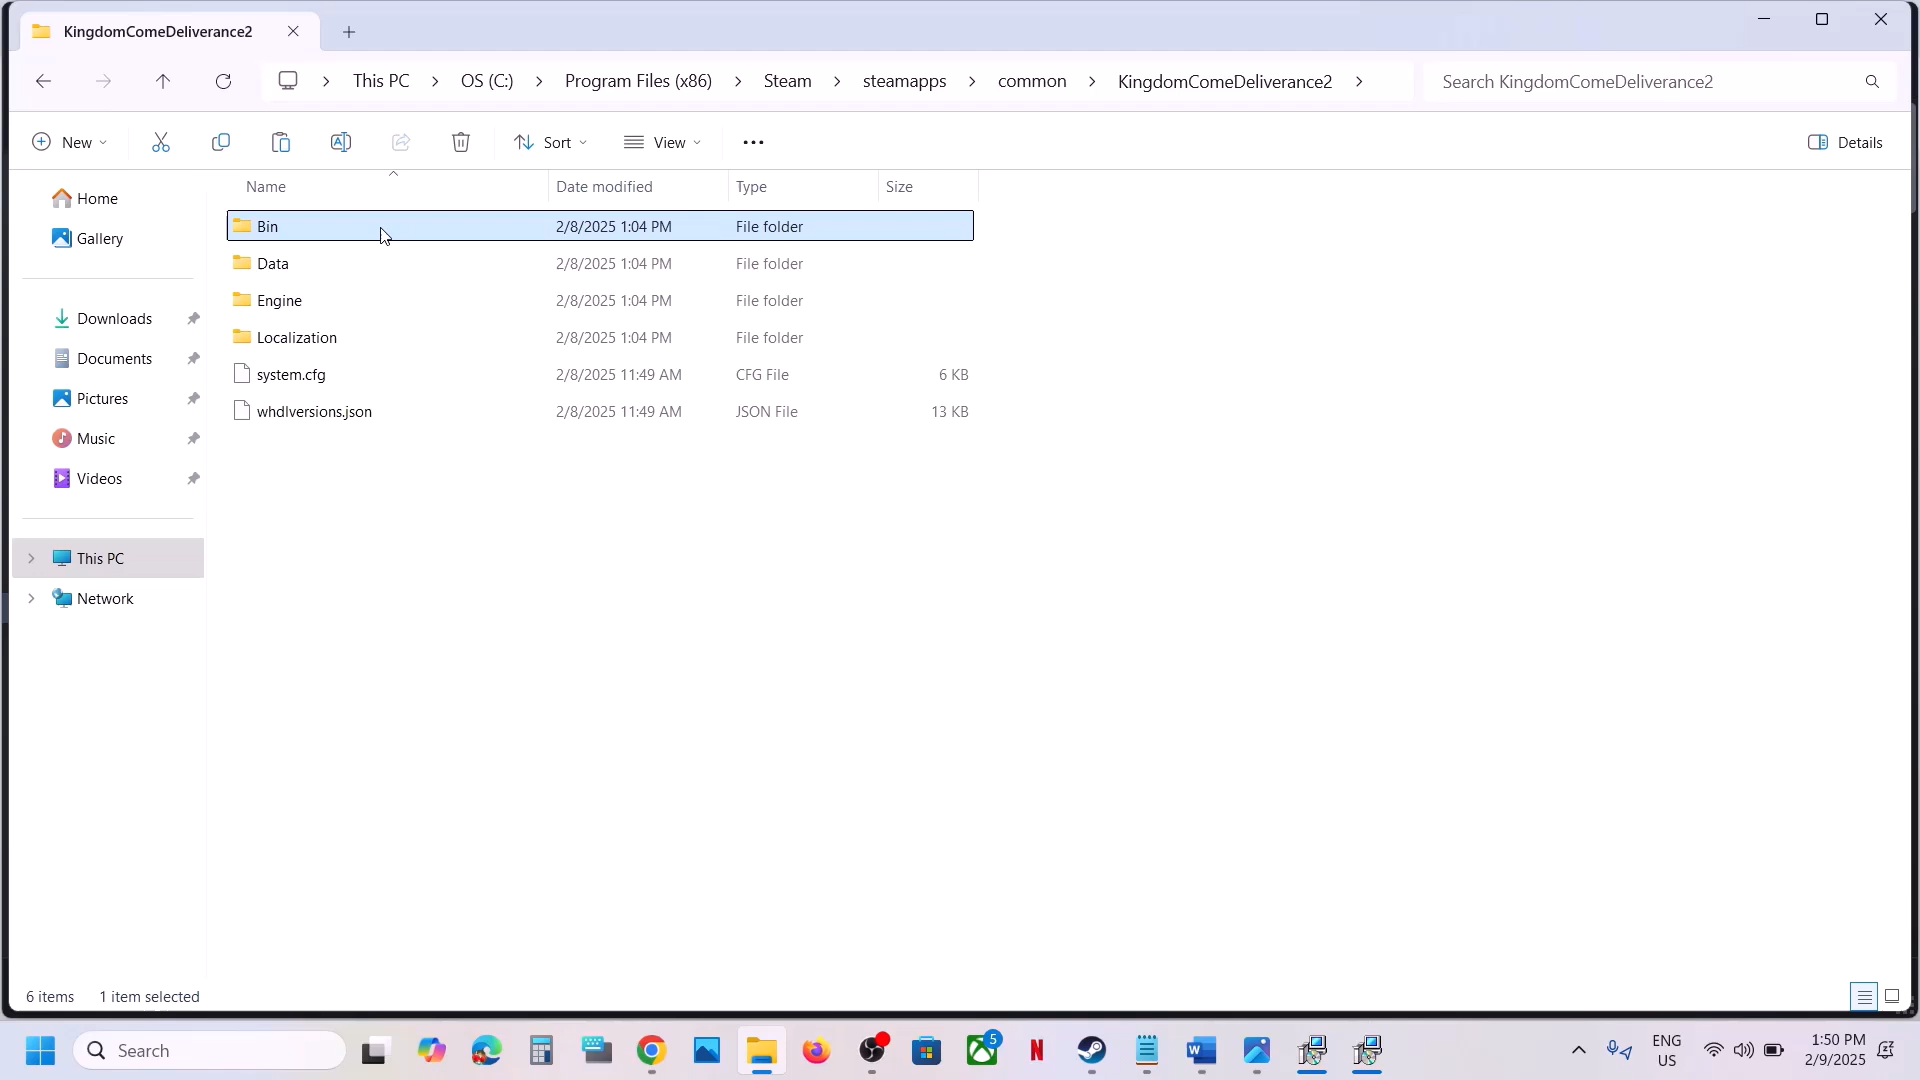 KingdomComeDeliverance2
This PC > OS (C:) > Program Files (x86) > Steam > steamapps > common > KingdomComeDeliverance2 >
Search KingdomComeDeliverance2
New
Sort
View
Details
Name Date modified Type Size
Home
Gallery
Downloads
Documents
Pictures
Music
Videos
This PC
Network
Bin 2/8/2025 1:04 PM File folder
Data 2/8/2025 1:04 PM File folder
Engine 2/8/2025 1:04 PM File folder
Localization 2/8/2025 1:04 PM File folder
system.cfg 2/8/2025 11:49 AM CFG File 6 KB
whdlversions.json 2/8/2025 11:49 AM JSON File 13 KB
6 items 1 item selected
Search
5
N
W
ENG
US
1:50 PM
2/9/2025